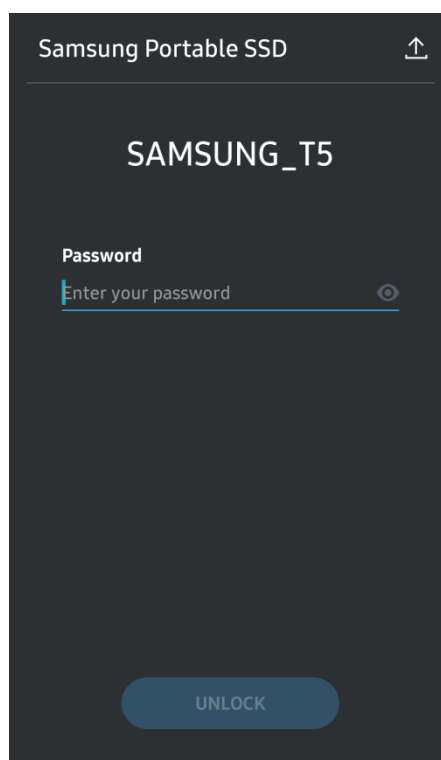 Samsung Portable SSD
SAMSUNG_T5
Password
Enter your password
UNLOCK